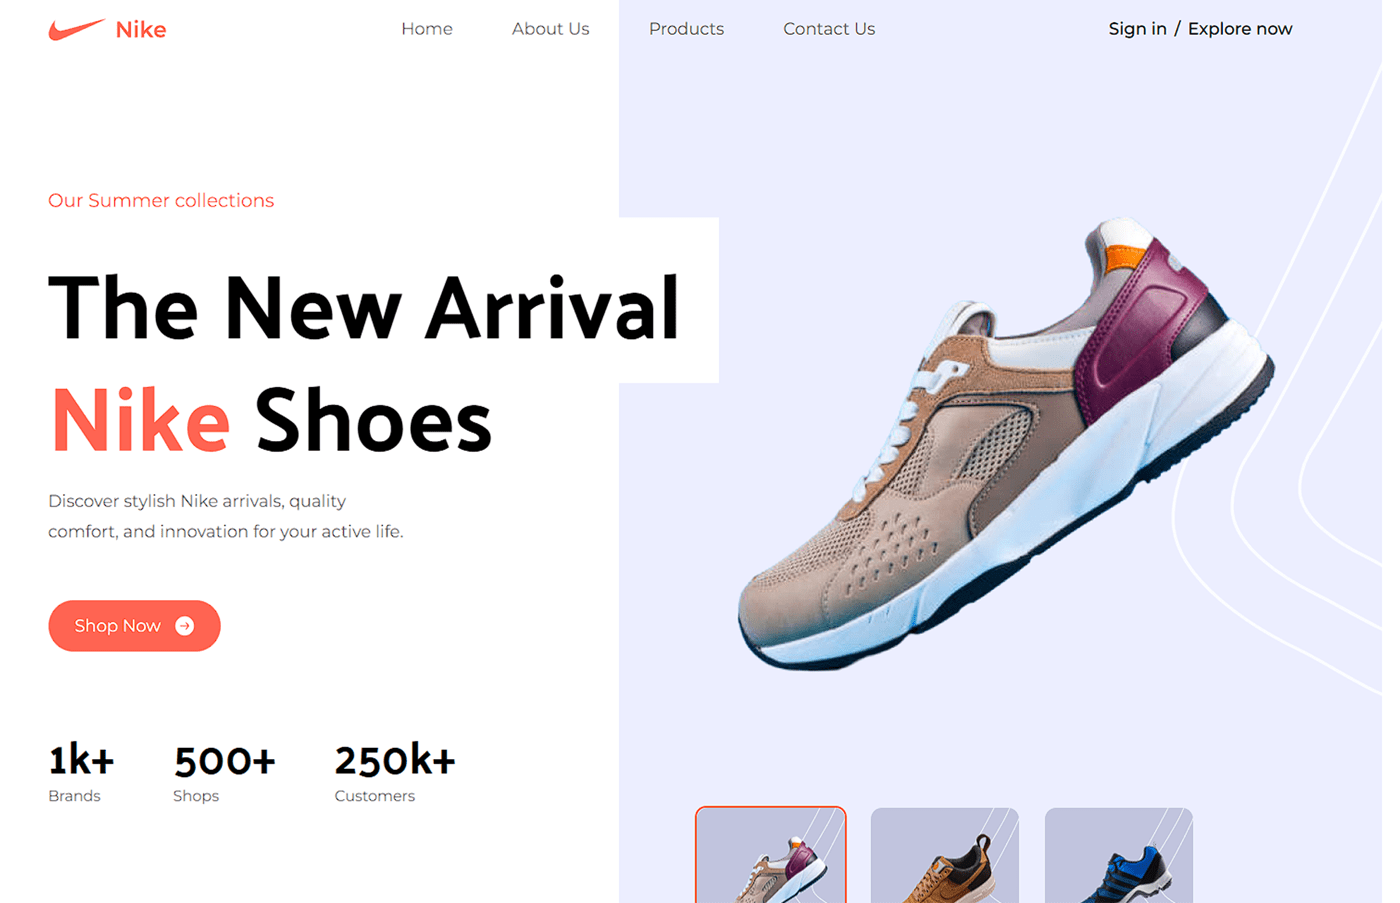 Nike
Home
About Us
Products
Contact Us
Sign in / Explore now
Our Summer collections
The New Arrival
Nike Shoes
Discover stylish Nike arrivals, quality
comfort, and innovation for your active life.
Shop Now
1k+
Brands
500+
Shops
250k+
Customers